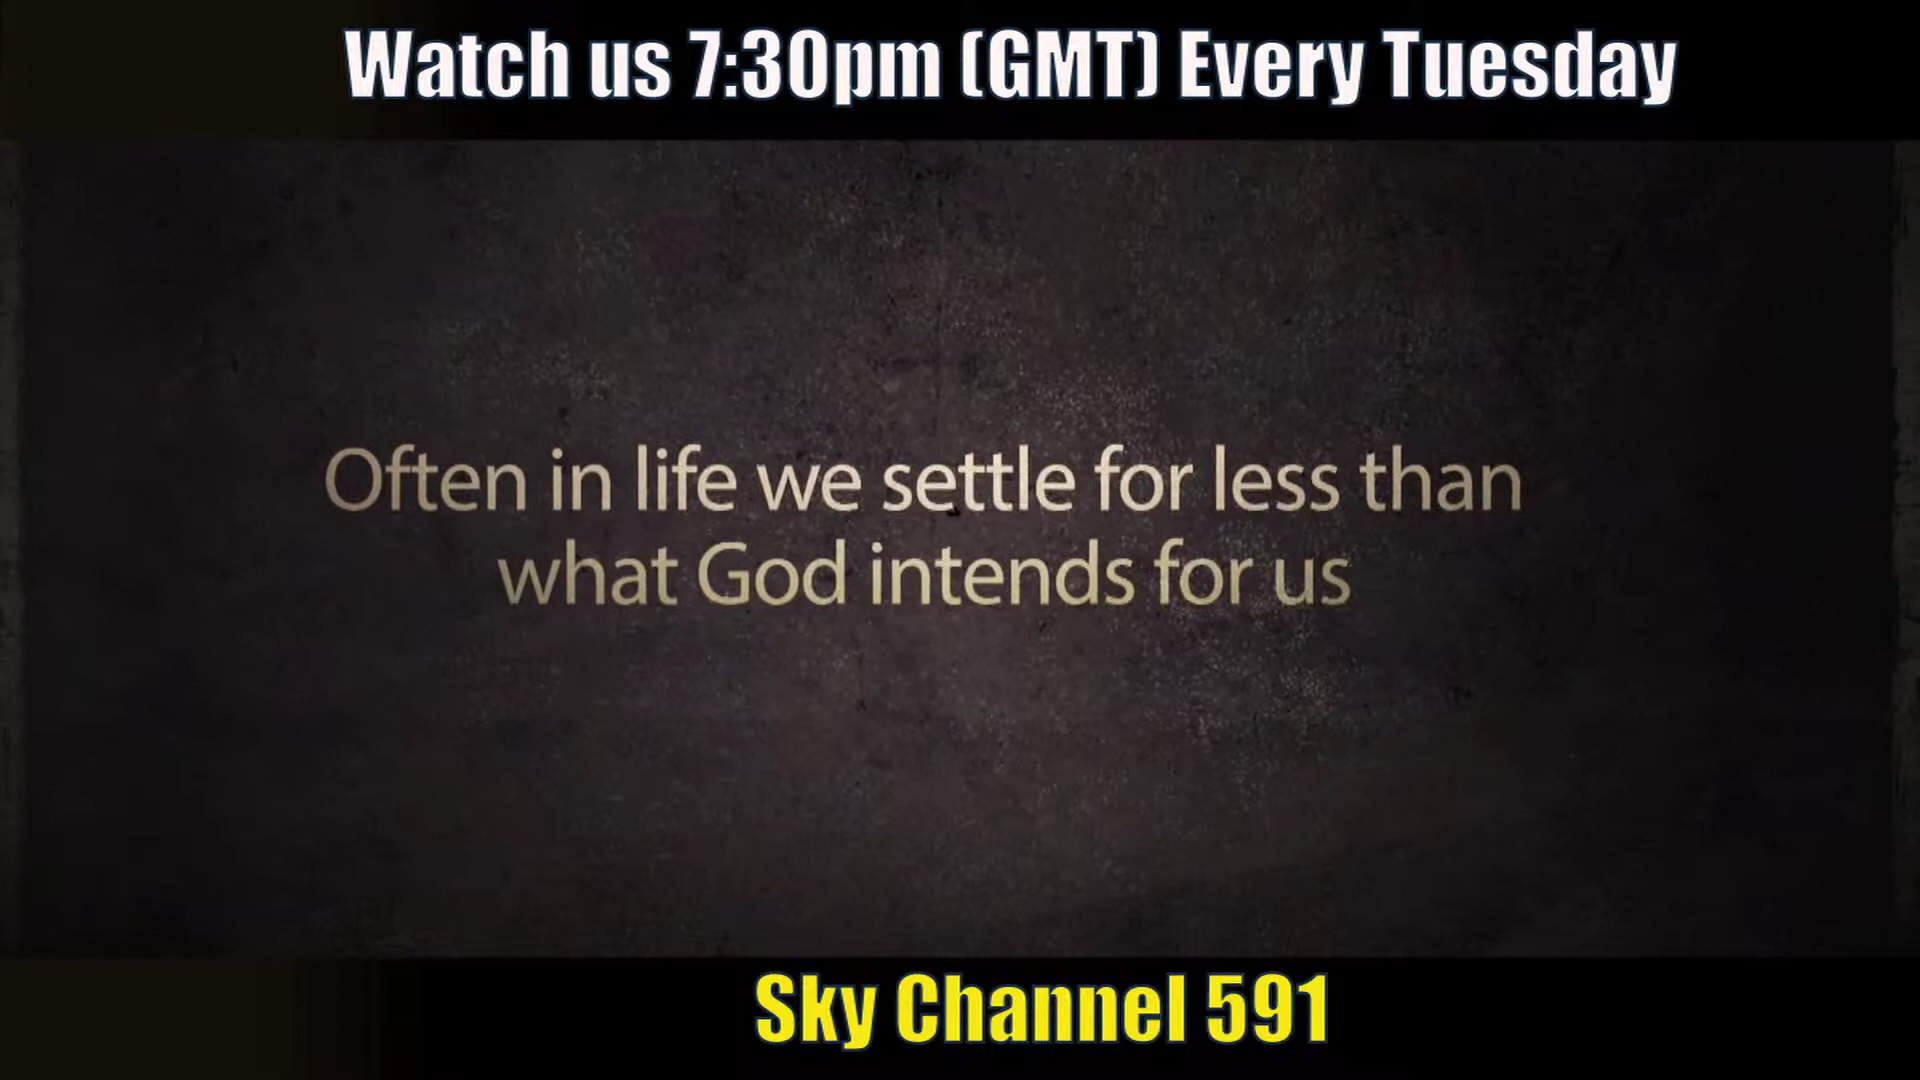 Watch us 7:30pm (GMT) Every Tuesday
Often in life we settle for less than
what God intends for us
Sky Channel 591